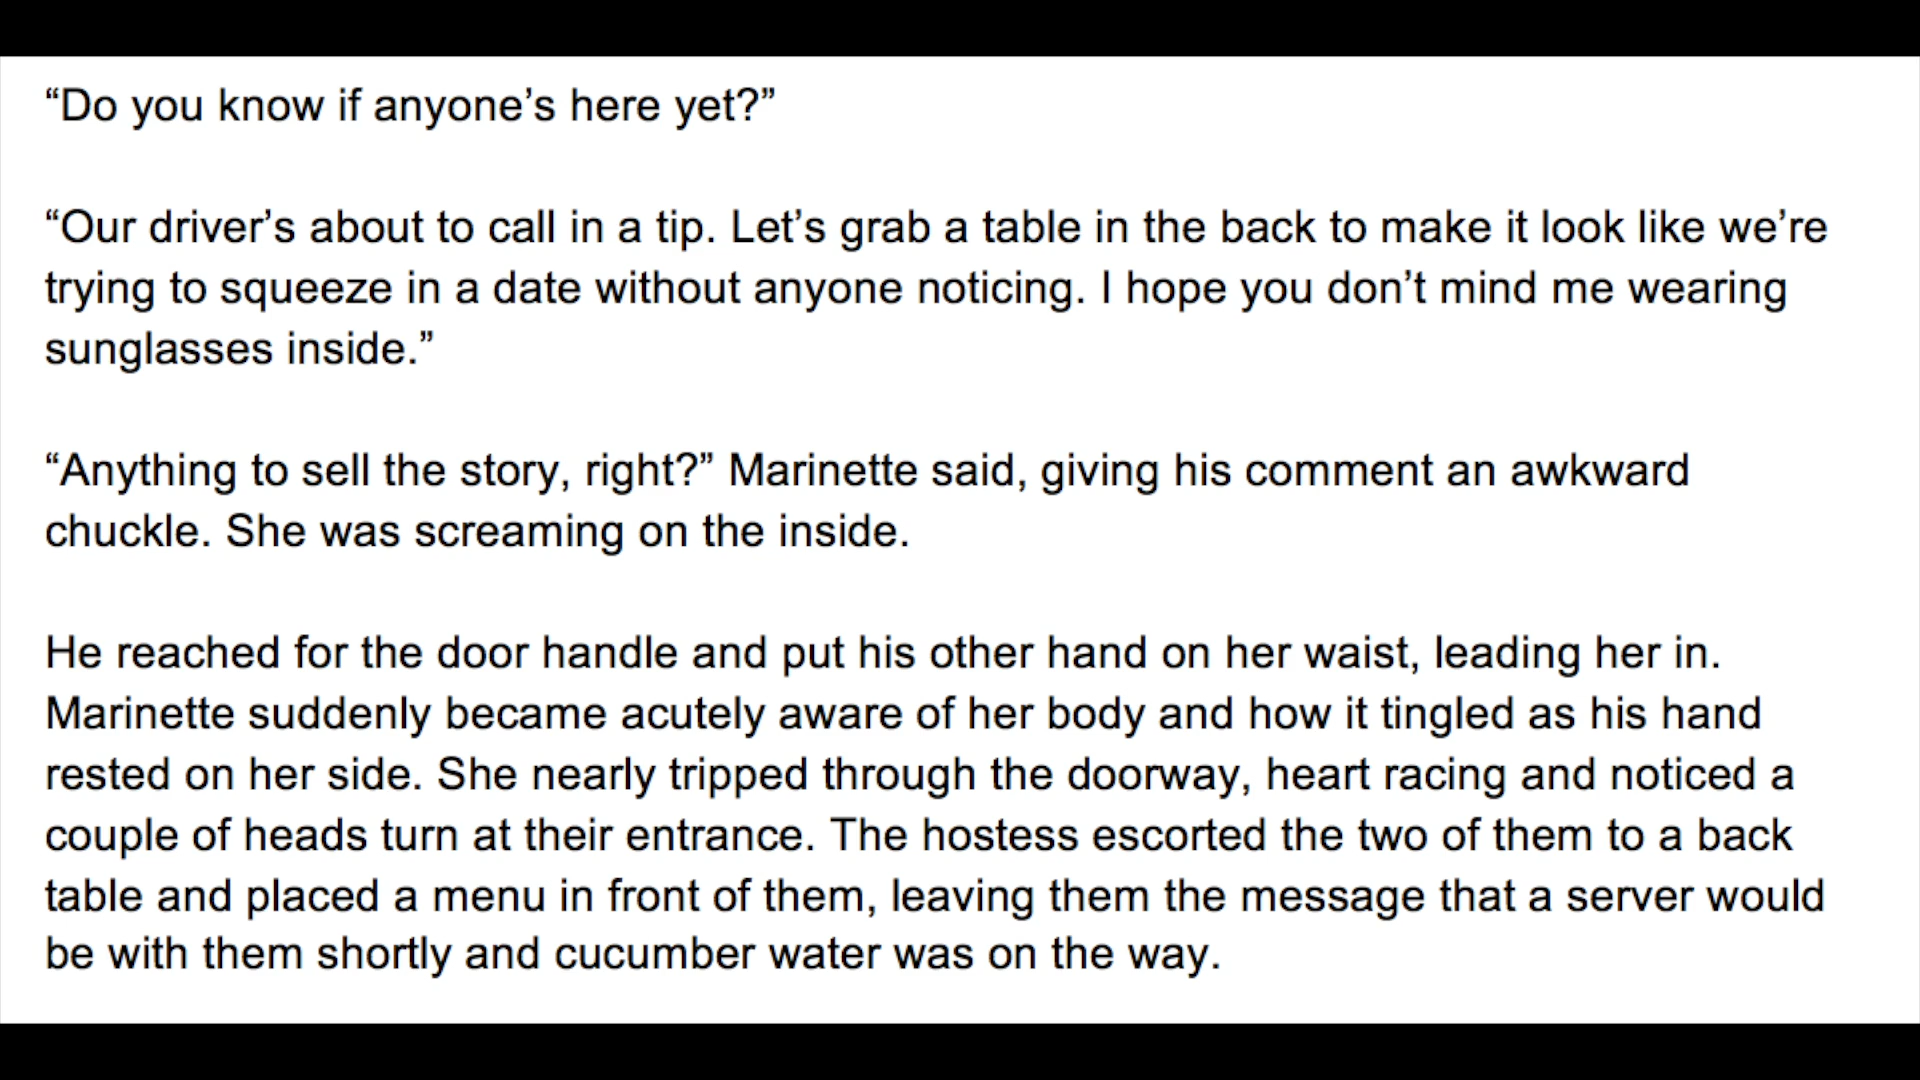 “Do you know if anyone’s here yet?”
“Our driver’s about to call in a tip. Let’s grab a table in the back to make it look like we’re
trying to squeeze in a date without anyone noticing. I hope you don’t mind me wearing
sunglasses inside.”
“Anything to sell the story, right?” Marinette said, giving his comment an awkward
chuckle. She was screaming on the inside.
He reached for the door handle and put his other hand on her waist, leading her in.
Marinette suddenly became acutely aware of her body and how it tingled as his hand
rested on her side. She nearly tripped through the doorway, heart racing and noticed a
couple of heads turn at their entrance. The hostess escorted the two of them to a back
table and placed a menu in front of them, leaving them the message that a server would
be with them shortly and cucumber water was on the way.